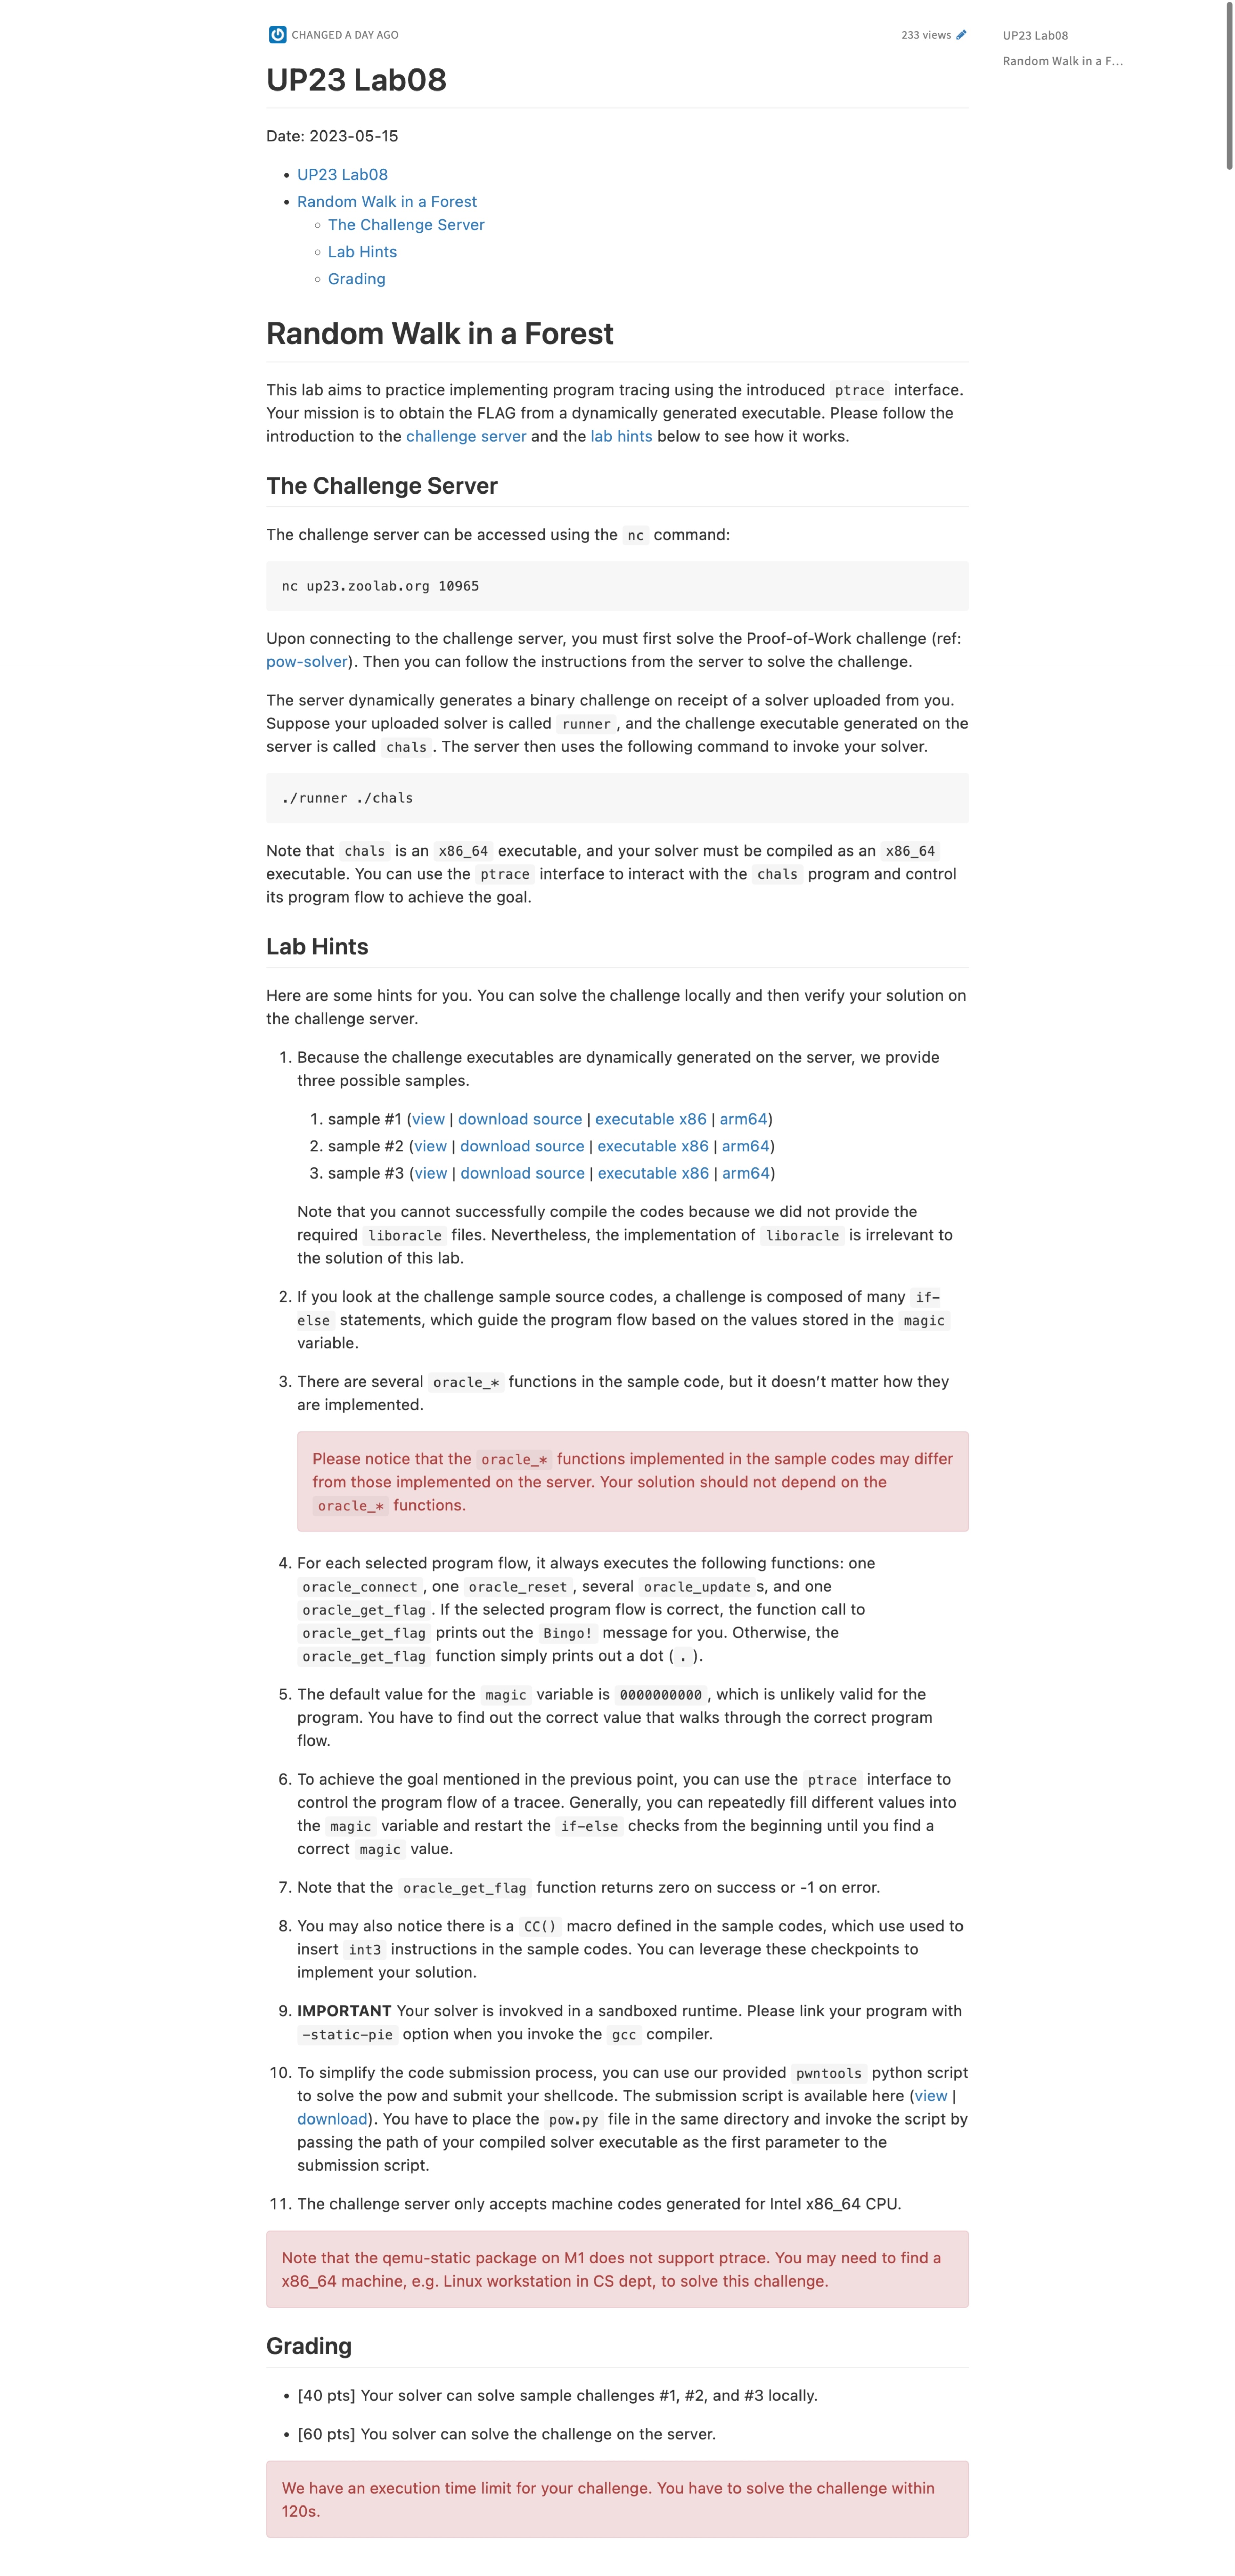 CHANGED A DAY AGO
233 views
UP23 Lab08
Random Walk in a F...
UP23 Lab08
Date: 2023-05-15
• UP23 Lab08
• Random Walk in a Forest
◦ The Challenge Server
◦ Lab Hints
◦ Grading
Random Walk in a Forest
This lab aims to practice implementing program tracing using the introduced ptrace interface.
Your mission is to obtain the FLAG from a dynamically generated executable. Please follow the
introduction to the challenge server and the lab hints below to see how it works.
The Challenge Server
The challenge server can be accessed using the nc command:
nc up23.zoolab.org 10965
Upon connecting to the challenge server, you must first solve the Proof-of-Work challenge (ref:
pow-solver). Then you can follow the instructions from the server to solve the challenge.
The server dynamically generates a binary challenge on receipt of a solver uploaded from you.
Suppose your uploaded solver is called runner, and the challenge executable generated on the
server is called chals. The server then uses the following command to invoke your solver.
./runner ./chals
Note that chals is an x86_64 executable, and your solver must be compiled as an x86_64
executable. You can use the ptrace interface to interact with the chals program and control
its program flow to achieve the goal.
Lab Hints
Here are some hints for you. You can solve the challenge locally and then verify your solution on
the challenge server.
1. Because the challenge executables are dynamically generated on the server, we provide
three possible samples.
1. sample #1 (view | download source | executable x86 | arm64)
2. sample #2 (view | download source | executable x86 | arm64)
3. sample #3 (view | download source | executable x86 | arm64)
Note that you cannot successfully compile the codes because we did not provide the
required liboracle files. Nevertheless, the implementation of liboracle is irrelevant to
the solution of this lab.
2. If you look at the challenge sample source codes, a challenge is composed of many if-
else statements, which guide the program flow based on the values stored in the magic
variable.
3. There are several oracle_* functions in the sample code, but it doesn't matter how they
are implemented.
Please notice that the oracle_* functions implemented in the sample codes may differ
from those implemented on the server. Your solution should not depend on the
oracle_* functions.
4. For each selected program flow, it always executes the following functions: one
oracle_connect, one oracle_reset, several oracle_update s, and one
oracle_get_flag. If the selected program flow is correct, the function call to
oracle_get_flag prints out the Bingo! message for you. Otherwise, the
oracle_get_flag function simply prints out a dot (.).
5. The default value for the magic variable is 0000000000, which is unlikely valid for the
program. You have to find out the correct value that walks through the correct program
flow.
6. To achieve the goal mentioned in the previous point, you can use the ptrace interface to
control the program flow of a tracee. Generally, you can repeatedly fill different values into
the magic variable and restart the if-else checks from the beginning until you find a
correct magic value.
7. Note that the oracle_get_flag function returns zero on success or -1 on error.
8. You may also notice there is a CC() macro defined in the sample codes, which use used to
insert int3 instructions in the sample codes. You can leverage these checkpoints to
implement your solution.
9. IMPORTANT Your solver is invokved in a sandboxed runtime. Please link your program with
-static-pie option when you invoke the gcc compiler.
10. To simplify the code submission process, you can use our provided pwntools python script
to solve the pow and submit your shellcode. The submission script is available here (view |
download). You have to place the pow.py file in the same directory and invoke the script by
passing the path of your compiled solver executable as the first parameter to the
submission script.
11. The challenge server only accepts machine codes generated for Intel x86_64 CPU.
Note that the qemu-static package on M1 does not support ptrace. You may need to find a
x86_64 machine, e.g. Linux workstation in CS dept, to solve this challenge.
Grading
• [40 pts] Your solver can solve sample challenges #1, #2, and #3 locally.
• [60 pts] You solver can solve the challenge on the server.
We have an execution time limit for your challenge. You have to solve the challenge within
120s.